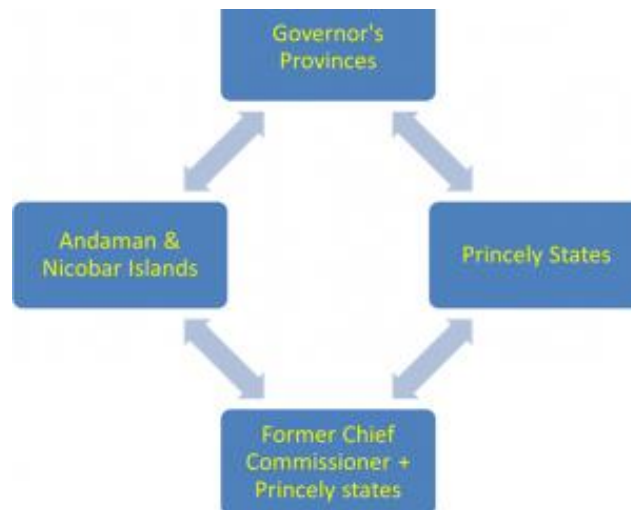 Governor's
Provinces
Andaman &
Nicobar Islands
Princely States
Former Chief
Commissioner +
Princely states